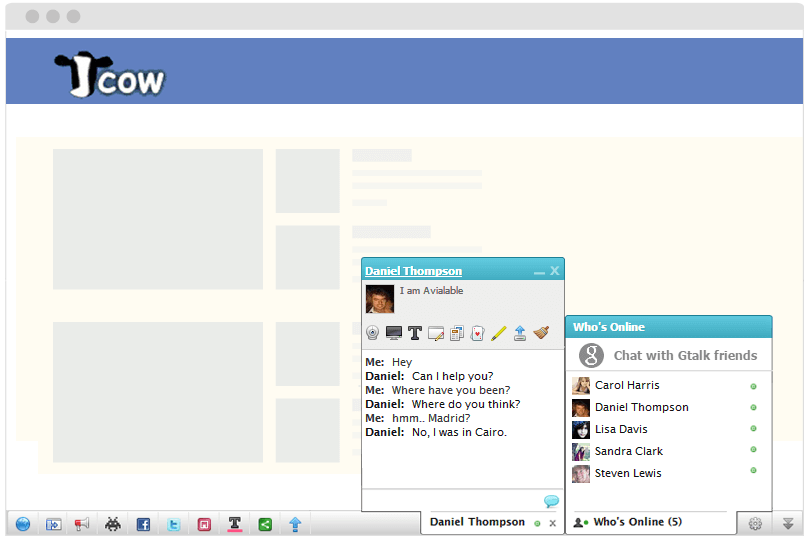 Jcow
Daniel Thompson
I am Avialable
Me: Hey
Daniel: Can I help you?
Me: Where have you been?
Daniel: Where do you think?
Me: hmm.. Madrid?
Daniel: No, I was in Cairo.
Daniel Thompson
Who's Online
g Chat with Gtalk friends
Carol Harris
Daniel Thompson
Lisa Davis
Sandra Clark
Steven Lewis
Who's Online (5)